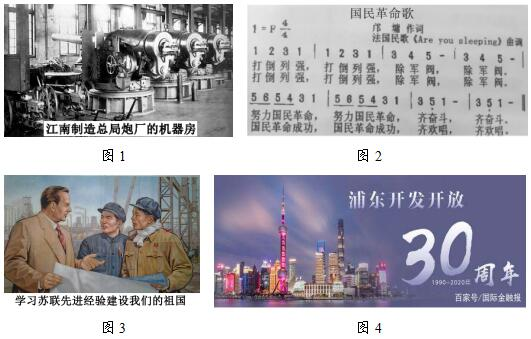 江南制造总局炮厂的机器房
图1
国民革命歌
1=F 4/4
邝 墉 作词
法国民歌《Are you sleeping》曲调
1 2 3 1 | 1 2 3 1 | 3 4 5 - | 3 4 5 - |
打倒列强, 打倒列强, 除军阀, 除军阀,
打倒列强, 打倒列强, 除军阀, 除军阀,
5 6 5 4 3 1 | 5 6 5 4 3 1 | 3 5 1 - | 3 5 1 - |
努力国民革命, 努力国民革命, 齐奋斗, 齐奋斗.
国民革命成功, 国民革命成功, 齐欢唱, 齐欢唱.
图2
学习苏联先进经验建设我们的祖国
图3
浦东开发开放
30周年
1990-2020年
百家号/国际金融报
图4